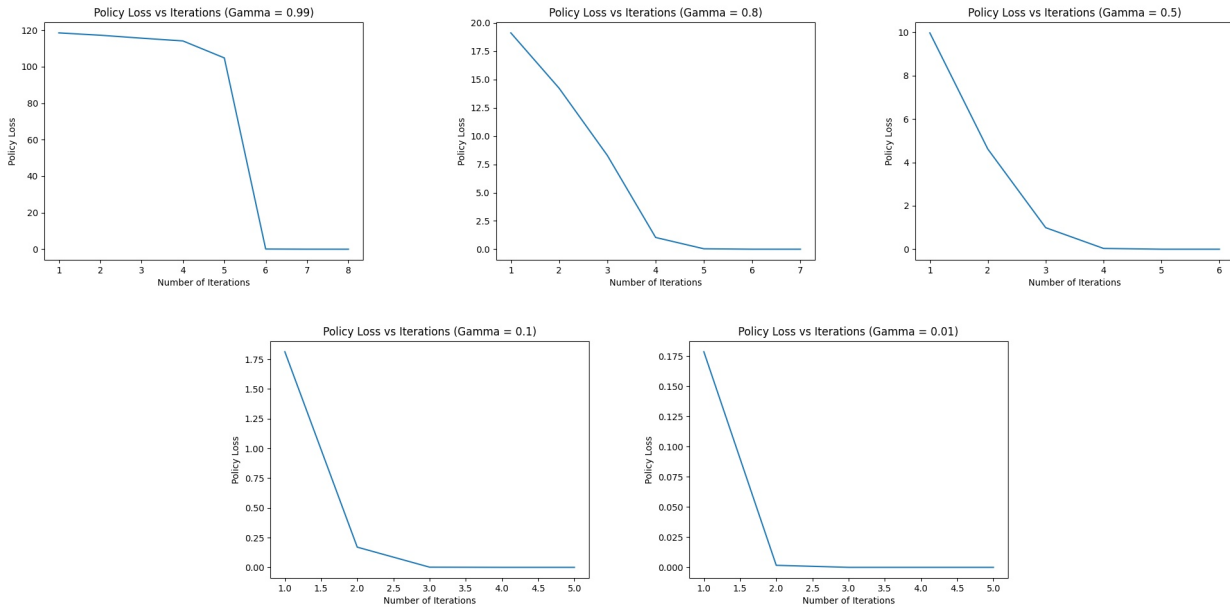 Policy Loss vs Iterations (Gamma = 0.99)
120
100
80
60
40
20
0
Policy Loss
1 2 3 4 5 6 7 8
Number of Iterations
Policy Loss vs Iterations (Gamma = 0.8)
20.0
17.5
15.0
12.5
10.0
7.5
5.0
2.5
0.0
Policy Loss
1 2 3 4 5 6 7
Number of Iterations
Policy Loss vs Iterations (Gamma = 0.5)
10
8
6
4
2
0
Policy Loss
1 2 3 4 5 6
Number of Iterations
Policy Loss vs Iterations (Gamma = 0.1)
1.75
1.50
1.25
1.00
0.75
0.50
0.25
0.00
Policy Loss
1.0 1.5 2.0 2.5 3.0 3.5 4.0 4.5 5.0
Number of Iterations
Policy Loss vs Iterations (Gamma = 0.01)
0.175
0.150
0.125
0.100
0.075
0.050
0.025
0.000
Policy Loss
1.0 1.5 2.0 2.5 3.0 3.5 4.0 4.5 5.0
Number of Iterations